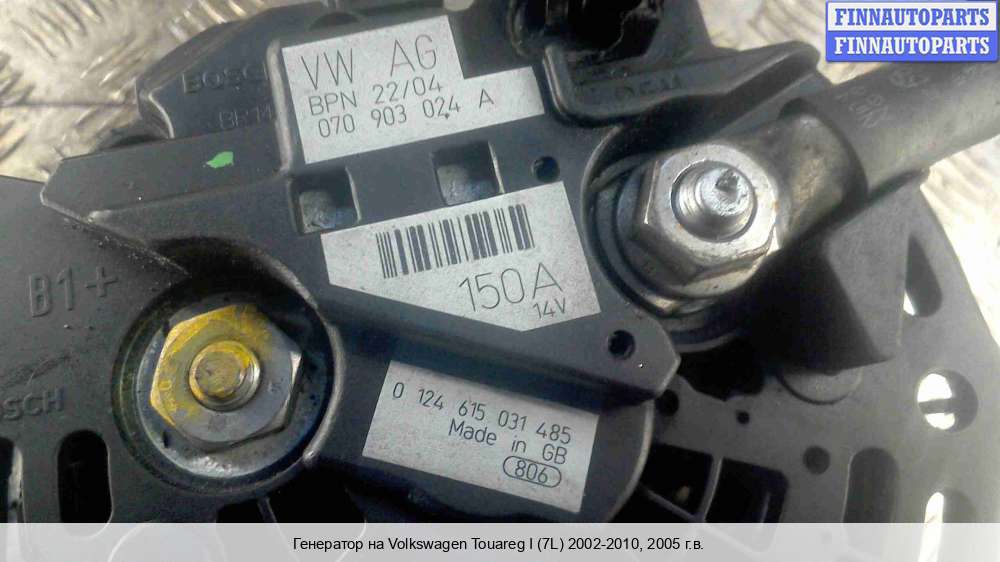 FINNAUTOPARTS
FINNAUTOPARTS
BOSCH
VW AG
BPN 22/04
070 903 024 A
150A
14V
B1+
0 124 615 031 485
Made in GB
806
Генератор на Volkswagen Touareg I (7L) 2002-2010, 2005 г.в.